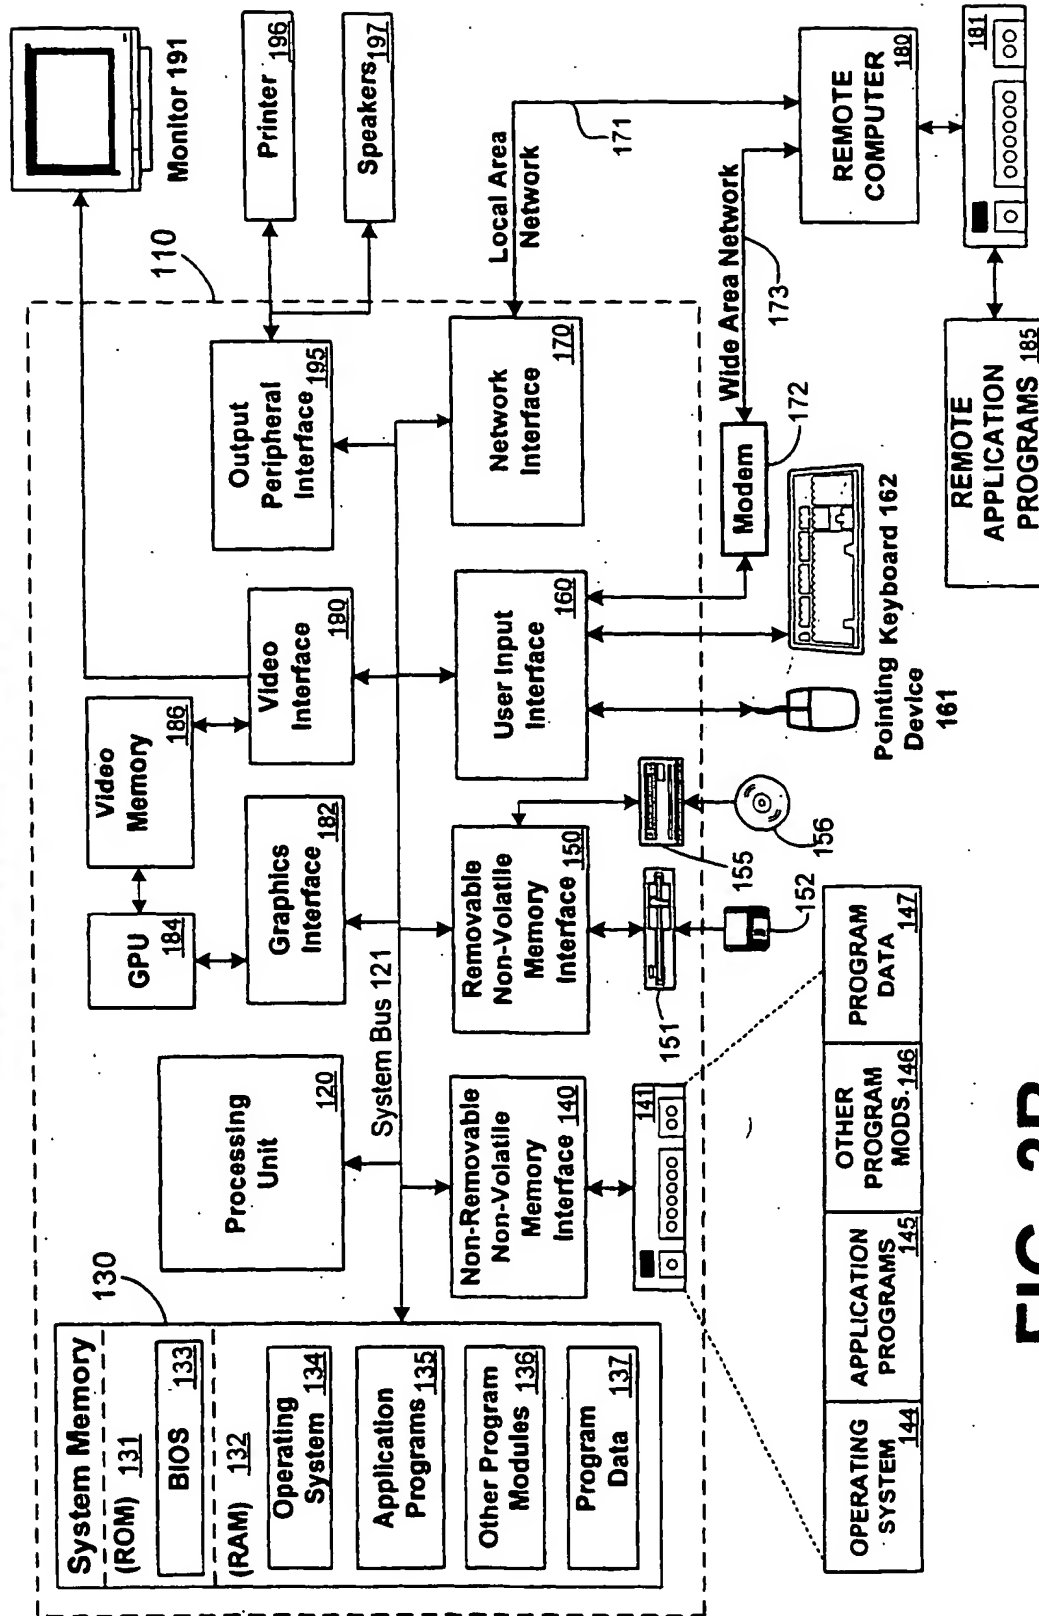 System Memory
(ROM) 131
BIOS 133
(RAM) 132
Operating
System 134
Application
Programs 135
Other Program
Modules 136
Program
Data 137
130
Processing
Unit
120
System Bus 121
GPU
184
Graphics
Interface
182
Video
Memory
186
Video
Interface
190
Output
Peripheral
Interface 195
110
Monitor 191
Printer 196
Speakers 197
Non-Removable
Non-Volatile
Memory
Interface 140
Removable
Non-Volatile
Memory
Interface 150
User Input
Interface
160
Network
Interface
170
Local Area
Network
171
Wide Area Network
173
Modem
172
141
151
152
155
156
Pointing
Device
161
Keyboard 162
REMOTE
COMPUTER
180
181
REMOTE
APPLICATION
PROGRAMS 185
OPERATING
SYSTEM 144
APPLICATION
PROGRAMS 145
OTHER
PROGRAM
MODS. 146
PROGRAM
DATA 147